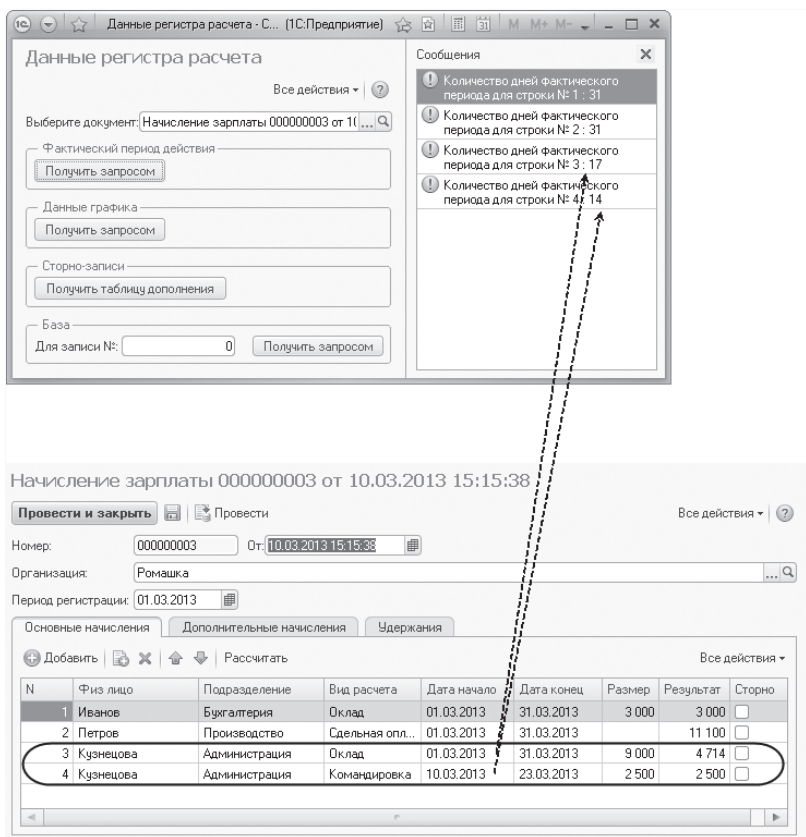 Данные регистра расчета - С... (1С:Предприятие) M M+ M-
Данные регистра расчета
Все действия
Выберите документ: Начисление зарплаты 000000003 от 1( ...
Фактический период действия
Получить запросом
Данные графика
Получить запросом
Сторно-записи
Получить таблицу дополнения
База
Для записи №: 0 Получить запросом
Сообщения
Количество дней фактического
периода для строки № 1 : 31
Количество дней фактического
периода для строки № 2 : 31
Количество дней фактического
периода для строки № 3 : 17
Количество дней фактического
периода для строки № 4 : 14
Начисление зарплаты 000000003 от 10.03.2013 15:15:38
Провести и закрыть Провести Все действия ?
Номер: 000000003 От: 10.03.2013 15:15:38
Организация: Ромашка ...
Период регистрации: 01.03.2013
Основные начисления Дополнительные начисления Удержания
Добавить Рассчитать Все действия
N Физ лицо Подразделение Вид расчета Дата начало Дата конец Размер Результат Сторно
1 Иванов Бухгалтерия Оклад 01.03.2013 31.03.2013 3 000 3 000
2 Петров Производство Сдельная опл... 01.03.2013 31.03.2013 11 100
3 Кузнецова Администрация Оклад 01.03.2013 31.03.2013 9 000 4 714
4 Кузнецова Администрация Командировка 10.03.2013 23.03.2013 2 500 2 500